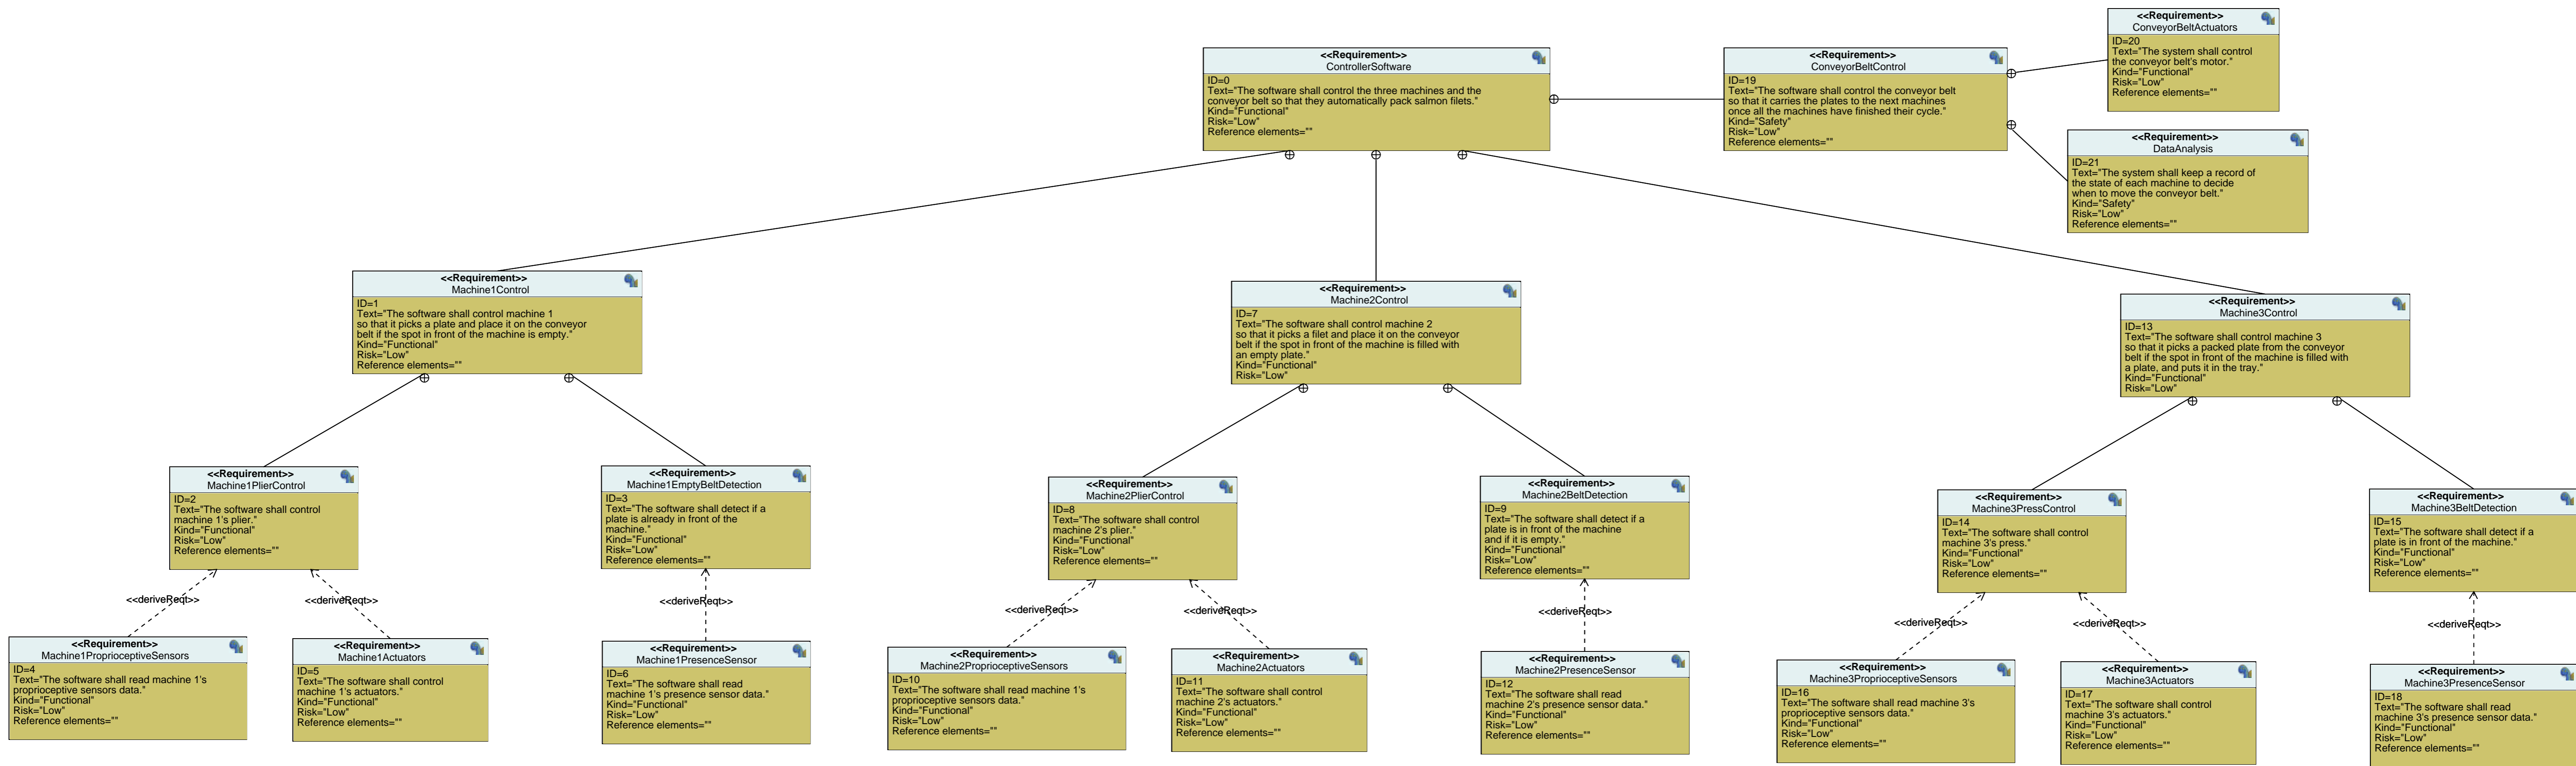 <<Requirement>>
ConveyorBeltActuators
ID=20
Text="The system shall control
the conveyor belt's motor."
Kind="Functional"
Risk="Low"
Reference elements=""
<<Requirement>>
ControllerSoftware
ID=0
Text="The software shall control the three machines and the
conveyor belt so that they automatically pack salmon filets."
Kind="Functional"
Risk="Low"
Reference elements=""
<<Requirement>>
ConveyorBeltControl
ID=19
Text="The software shall control the conveyor belt
so that it carries the plates to the next machines
once all the machines have finished their cycle."
Kind="Safety"
Risk="Low"
Reference elements=""
<<Requirement>>
DataAnalysis
ID=21
Text="The system shall keep a record of
the state of each machine to decide
when to move the conveyor belt."
Kind="Safety"
Risk="Low"
Reference elements=""
<<Requirement>>
Machine1Control
ID=1
Text="The software shall control machine 1
so that it picks a plate and place it on the conveyor
belt if the spot in front of the machine is empty."
Kind="Functional"
Risk="Low"
Reference elements=""
<<Requirement>>
Machine2Control
ID=7
Text="The software shall control machine 2
so that it picks a filet and place it on the conveyor
belt if the spot in front of the machine is filled with
an empty plate."
Kind="Functional"
Risk="Low"
<<Requirement>>
Machine3Control
ID=13
Text="The software shall control machine 3
so that it picks a packed plate from the conveyor
belt if the spot in front of the machine is filled with
a plate, and puts it in the tray."
Kind="Functional"
Risk="Low"
<<Requirement>>
Machine1PlierControl
ID=2
Text="The software shall control
machine 1's plier."
Kind="Functional"
Risk="Low"
Reference elements=""
<<Requirement>>
Machine1EmptyBeltDetection
ID=3
Text="The software shall detect if a
plate is already in front of the
machine."
Kind="Functional"
Risk="Low"
Reference elements=""
<<Requirement>>
Machine2PlierControl
ID=8
Text="The software shall control
machine 2's plier."
Kind="Functional"
Risk="Low"
Reference elements=""
<<Requirement>>
Machine2BeltDetection
ID=9
Text="The software shall detect if a
plate is in front of the machine
and if it is empty."
Kind="Functional"
Risk="Low"
Reference elements=""
<<Requirement>>
Machine3PressControl
ID=14
Text="The software shall control
machine 3's press."
Kind="Functional"
Risk="Low"
Reference elements=""
<<Requirement>>
Machine3BeltDetection
ID=15
Text="The software shall detect if a
plate is in front of the machine."
Kind="Functional"
Risk="Low"
Reference elements=""
<<deriveReqt>>
<<deriveReqt>>
<<deriveReqt>>
<<deriveReqt>>
<<deriveReqt>>
<<deriveReqt>>
<<deriveReqt>>
<<deriveReqt>>
<<deriveReqt>>
<<Requirement>>
Machine1ProprioceptiveSensors
ID=4
Text="The software shall read machine 1's
proprioceptive sensors data."
Kind="Functional"
Risk="Low"
Reference elements=""
<<Requirement>>
Machine1Actuators
ID=5
Text="The software shall control
machine 1's actuators."
Kind="Functional"
Risk="Low"
Reference elements=""
<<Requirement>>
Machine1PresenceSensor
ID=6
Text="The software shall read
machine 1's presence sensor data."
Kind="Functional"
Risk="Low"
Reference elements=""
<<Requirement>>
Machine2ProprioceptiveSensors
ID=10
Text="The software shall read machine 1's
proprioceptive sensors data."
Kind="Functional"
Risk="Low"
Reference elements=""
<<Requirement>>
Machine2Actuators
ID=11
Text="The software shall control
machine 2's actuators."
Kind="Functional"
Risk="Low"
Reference elements=""
<<Requirement>>
Machine2PresenceSensor
ID=12
Text="The software shall read
machine 2's presence sensor data."
Kind="Functional"
Risk="Low"
Reference elements=""
<<Requirement>>
Machine3ProprioceptiveSensors
ID=16
Text="The software shall read machine 3's
proprioceptive sensors data."
Kind="Functional"
Risk="Low"
Reference elements=""
<<Requirement>>
Machine3Actuators
ID=17
Text="The software shall control
machine 3's actuators."
Kind="Functional"
Risk="Low"
Reference elements=""
<<Requirement>>
Machine3PresenceSensor
ID=18
Text="The software shall read
machine 3's presence sensor data."
Kind="Functional"
Risk="Low"
Reference elements=""